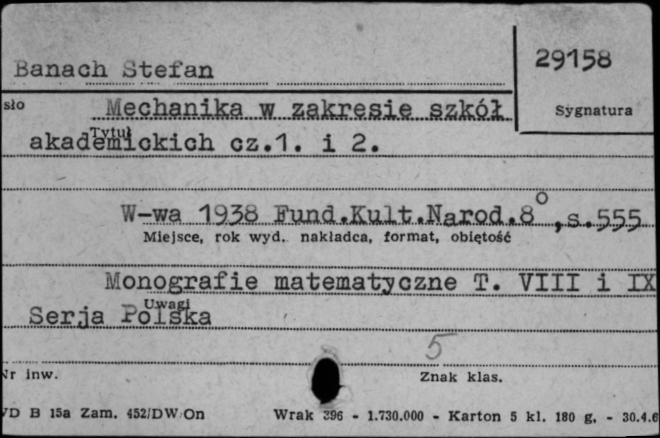 Banach Stefan
29158
sło Mechanika w zakresie szkół
Sygnatura
Tytuł
akademickich cz.1. i 2.
W-wa 1938 Fund.Kult.Narod.8°,s.555
Miejsce, rok wyd. nakładca, format, objętość
Monografie matematyczne T. VIII i IX
Uwagi
Serja Polska
5
Nr inw.
Znak klas.
D B 15a Zam. 452/DW/On Wrak 396 - 1.730.000 - Karton 5 kl. 180 g. - 30.4.6